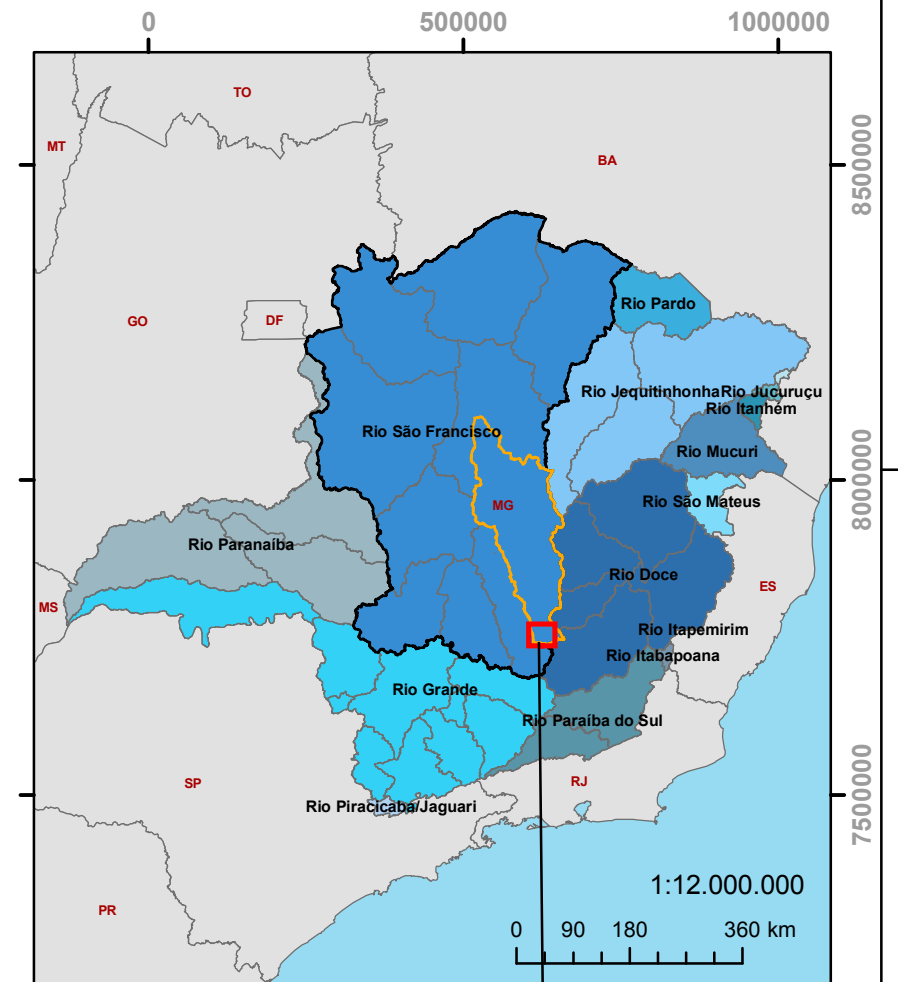 0 500000 1000000
TO
MT
BA
8500000
Rio Pardo
GO
DF
Rio Jequitinhonha
Rio Jucuruçu
Rio Itanhém
Rio São Francisco
Rio Mucuri
8000000
MG
Rio São Mateus
Rio Paranaíba
Rio Doce
ES
MS
Rio Itapemirim
Rio Itabapoana
Rio Grande
Rio Paraíba do Sul
SP
RJ
7500000
Rio Piracicaba/Jaguari
1:12.000.000
PR
0 90 180 360 km